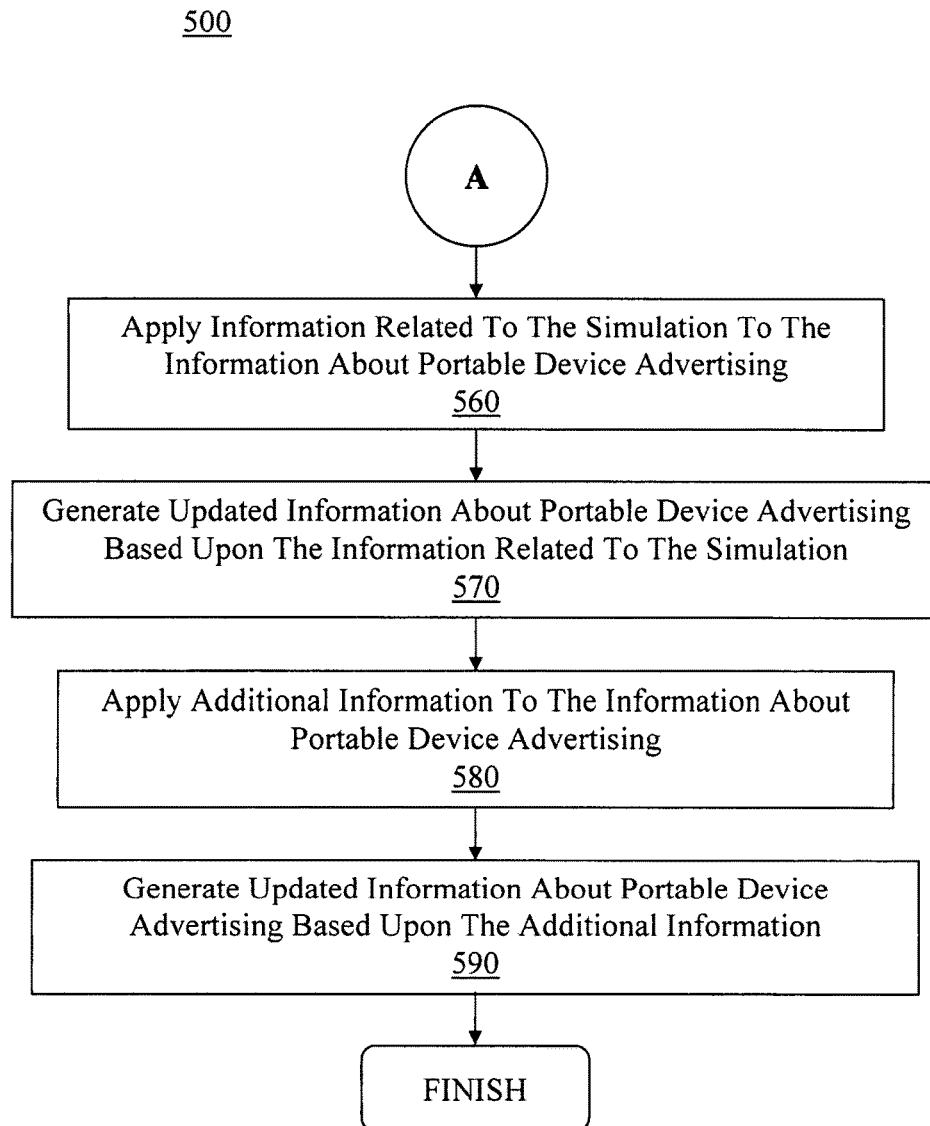 500
A
Apply Information Related To The Simulation To The
Information About Portable Device Advertising
560
Generate Updated Information About Portable Device Advertising
Based Upon The Information Related To The Simulation
570
Apply Additional Information To The Information About
Portable Device Advertising
580
Generate Updated Information About Portable Device
Advertising Based Upon The Additional Information
590
FINISH